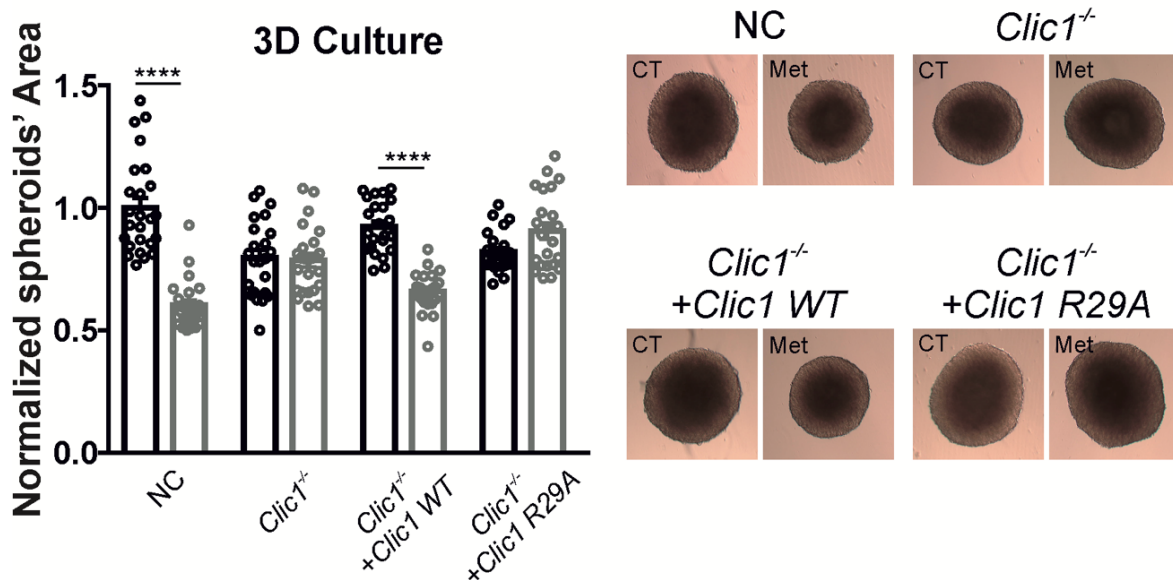 3D Culture
Normalized spheroids' Area
1.5
1.0
0.5
0.0
****
****
NC
Clic1-/-
Clic1-/-
+Clic1 WT
Clic1-/-
+Clic1 R29A
NC
CT
Met
Clic1-/-
CT
Met
Clic1-/-
+Clic1 WT
CT
Met
Clic1-/-
+Clic1 R29A
CT
Met